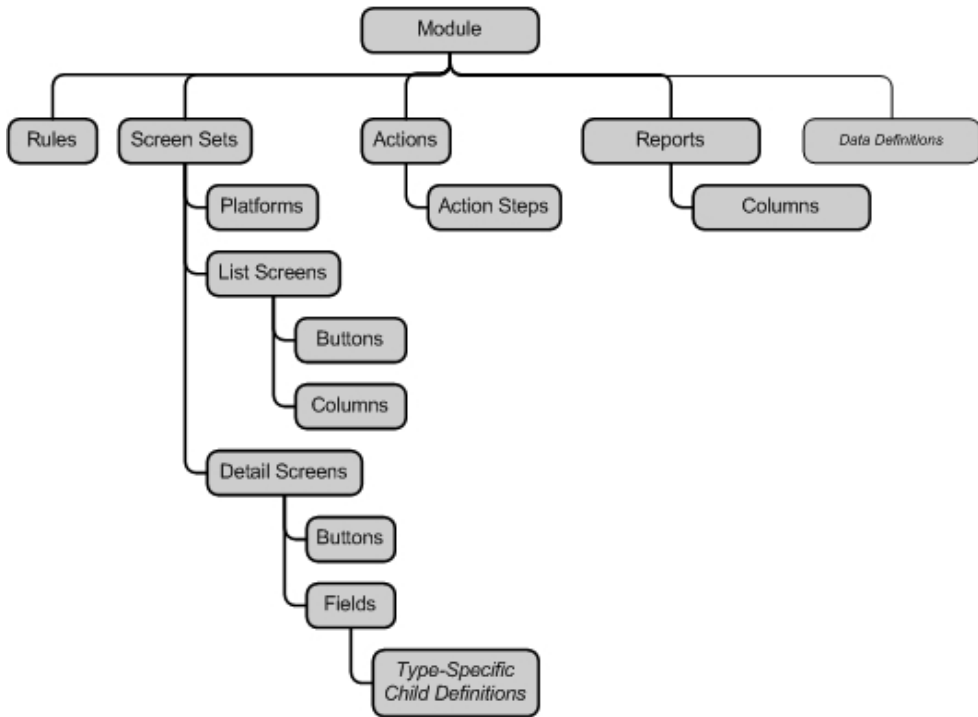 Module
Rules
Screen Sets
Actions
Reports
Data Definitions
Platforms
Action Steps
Columns
List Screens
Buttons
Columns
Detail Screens
Buttons
Fields
Type-Specific
Child Definitions